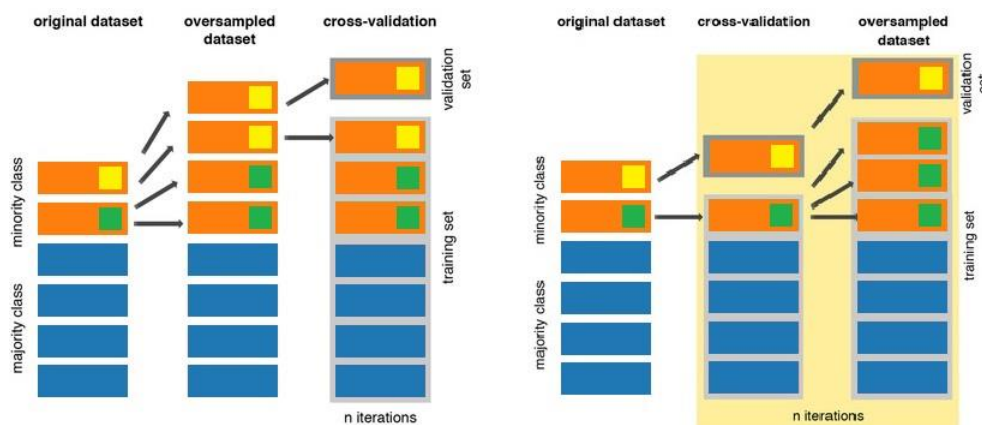 original dataset
oversampled
dataset
cross-validation
validation
set
minority class
majority class
training set
n iterations
original dataset
cross-validation
oversampled
dataset
validation
set
minority class
majority class
training set
n iterations